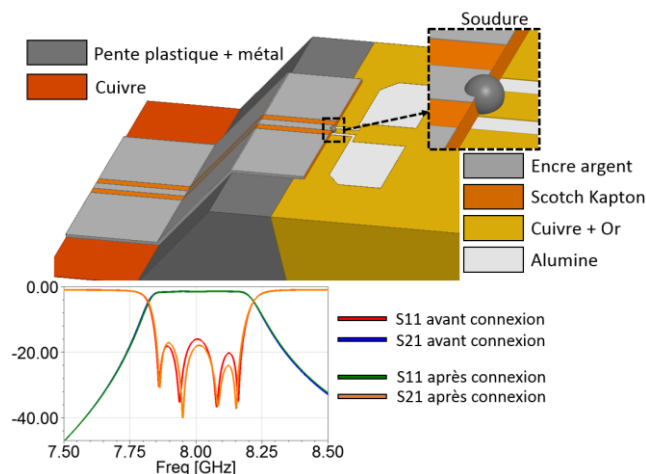 Soudure
Pente plastique + métal
Cuivre
Encre argent
Scotch Kapton
Cuivre + Or
Alumine
0.00
-20.00
-40.00
7.50 7.75 8.00 8.25 8.50
Freq [GHz]
S11 avant connexion
S21 avant connexion
S11 après connexion
S21 après connexion